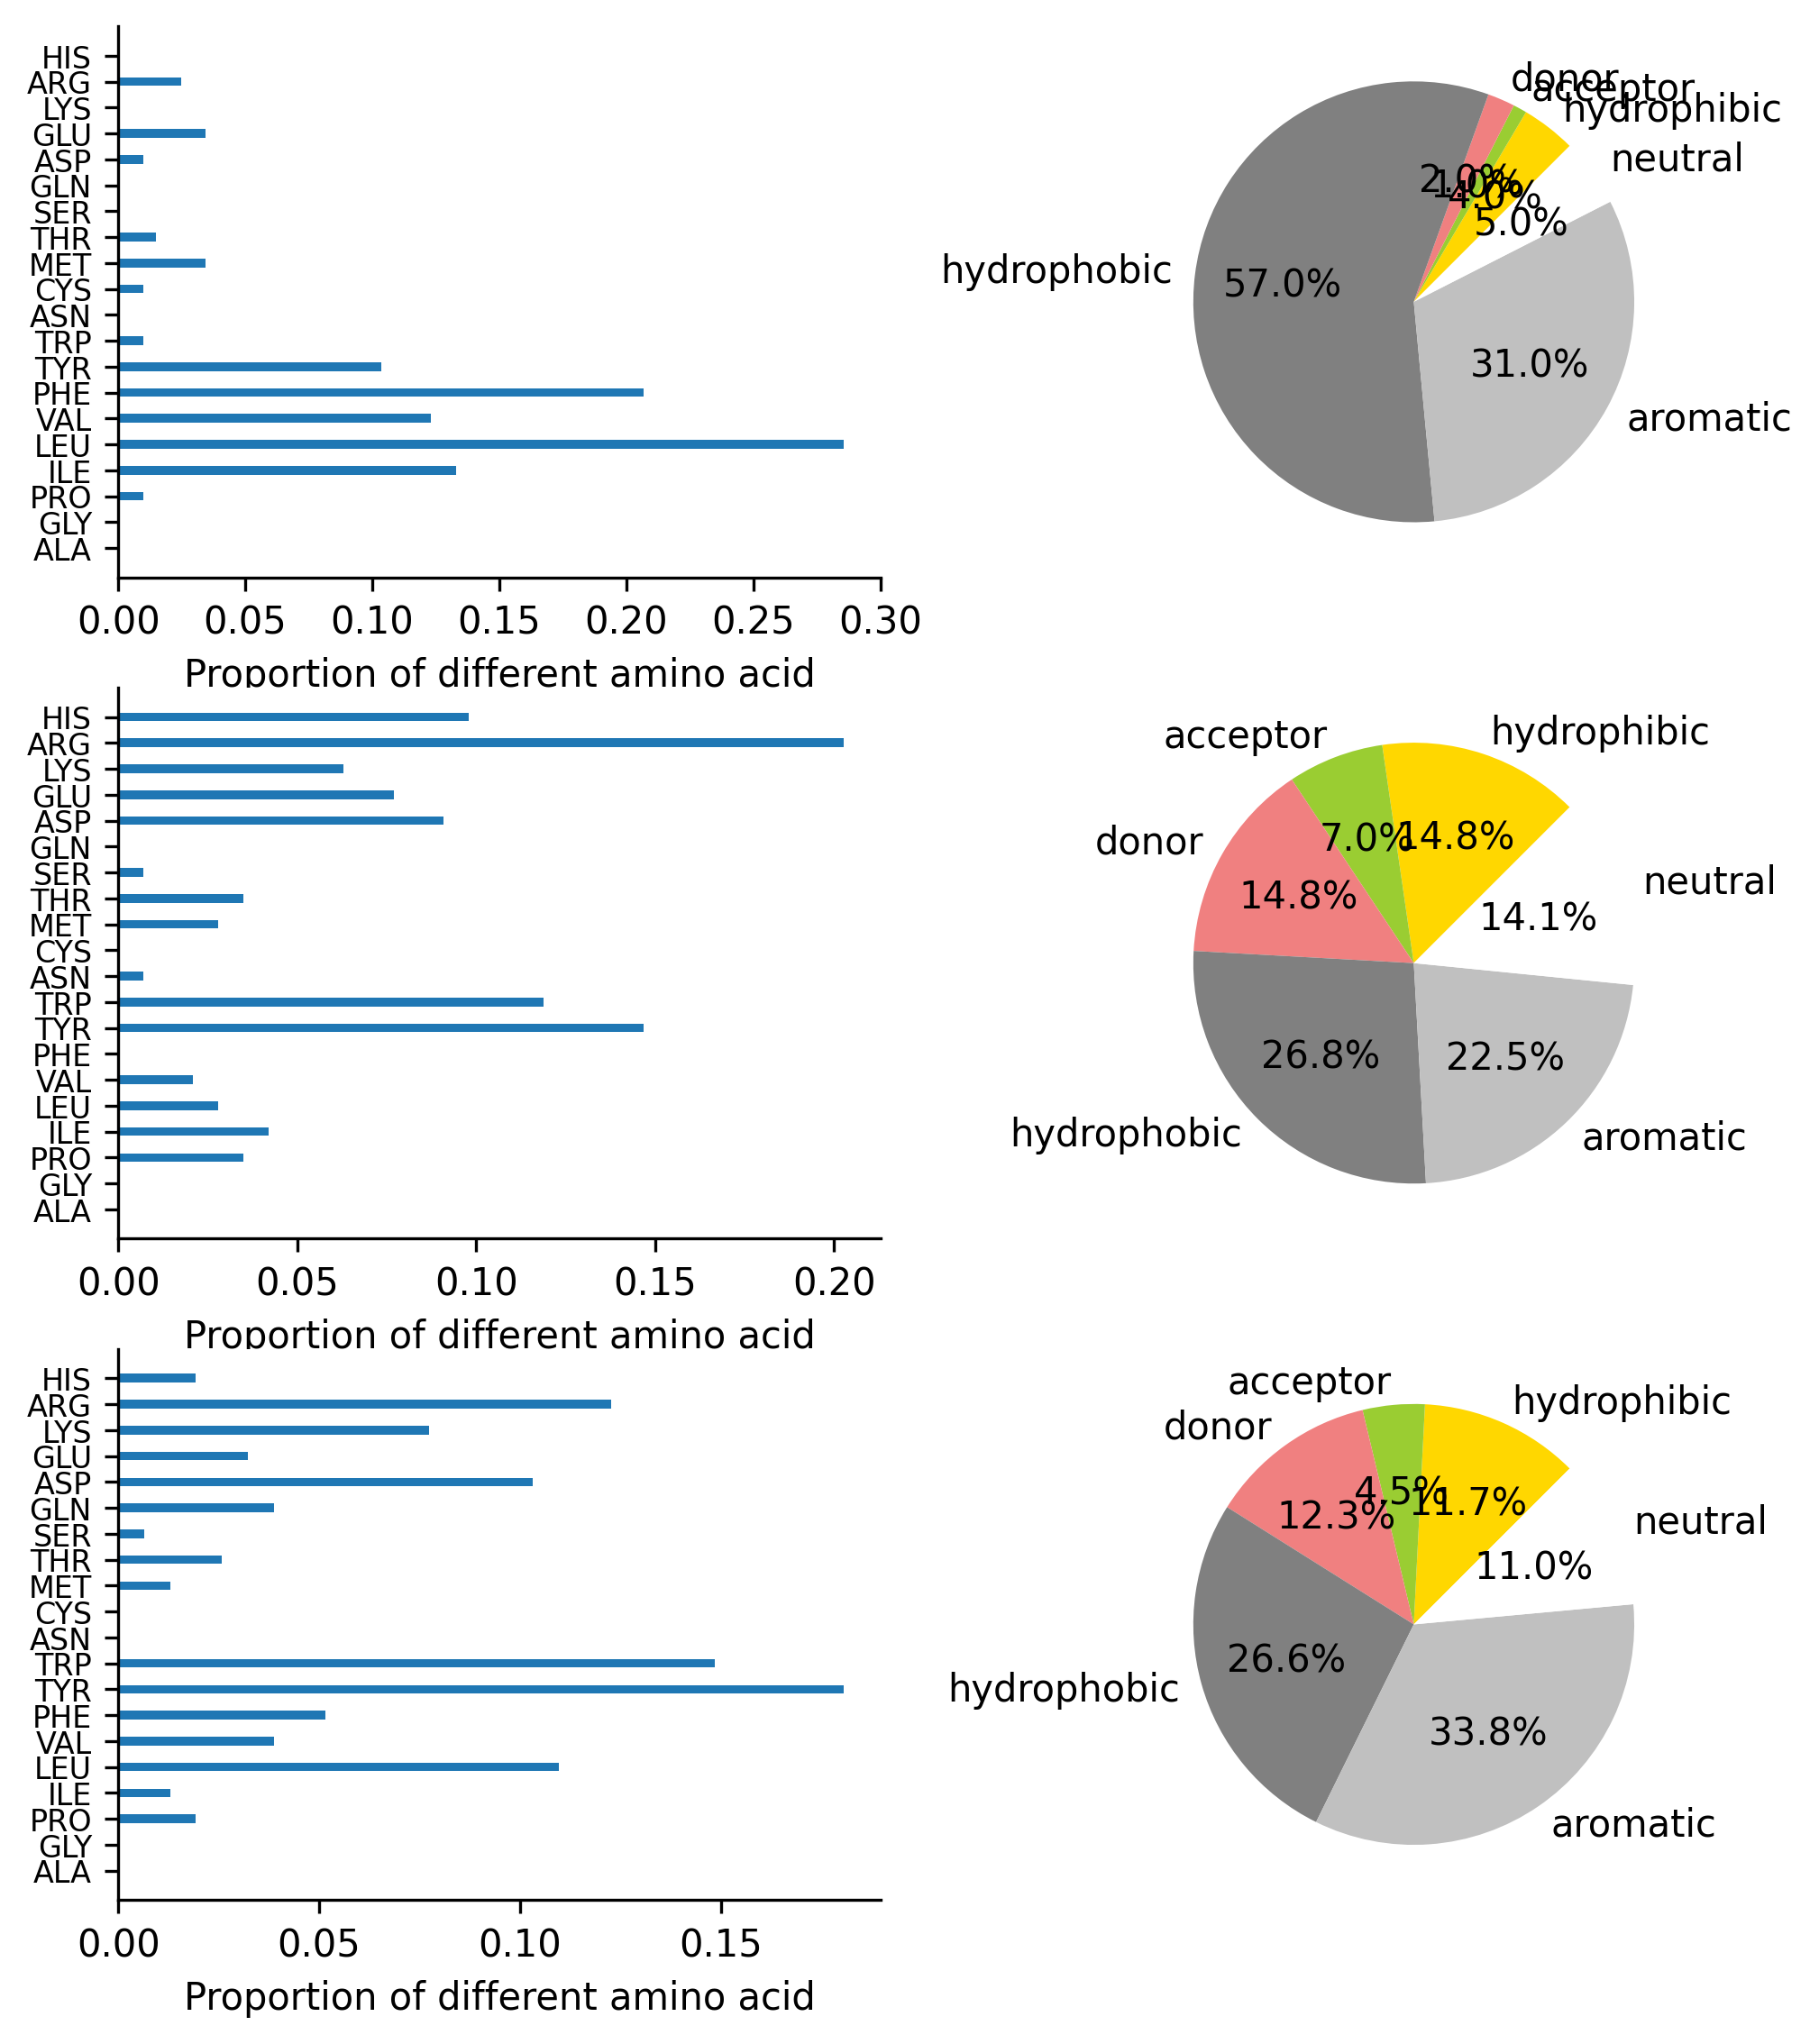 HIS
ARG
LYS
GLU
ASP
GLN
SER
THR
MET
CYS
ASN
TRP
TYR
PHE
VAL
LEU
ILE
PRO
GLY
ALA
0.00 0.05 0.10 0.15 0.20 0.25 0.30
Proportion of different amino acid
donor
acceptor
hydrophibic
neutral
hydrophobic
aromatic
2.0%
1.0%
4.0%
5.0%
57.0%
31.0%
HIS
ARG
LYS
GLU
ASP
GLN
SER
THR
MET
CYS
ASN
TRP
TYR
PHE
VAL
LEU
ILE
PRO
GLY
ALA
0.00 0.05 0.10 0.15 0.20
Proportion of different amino acid
acceptor
hydrophibic
donor
neutral
hydrophobic
aromatic
7.0%
14.8%
14.8%
14.1%
26.8%
22.5%
HIS
ARG
LYS
GLU
ASP
GLN
SER
THR
MET
CYS
ASN
TRP
TYR
PHE
VAL
LEU
ILE
PRO
GLY
ALA
0.00 0.05 0.10 0.15
Proportion of different amino acid
acceptor
hydrophibic
donor
neutral
hydrophobic
aromatic
4.5%
11.7%
12.3%
11.0%
26.6%
33.8%